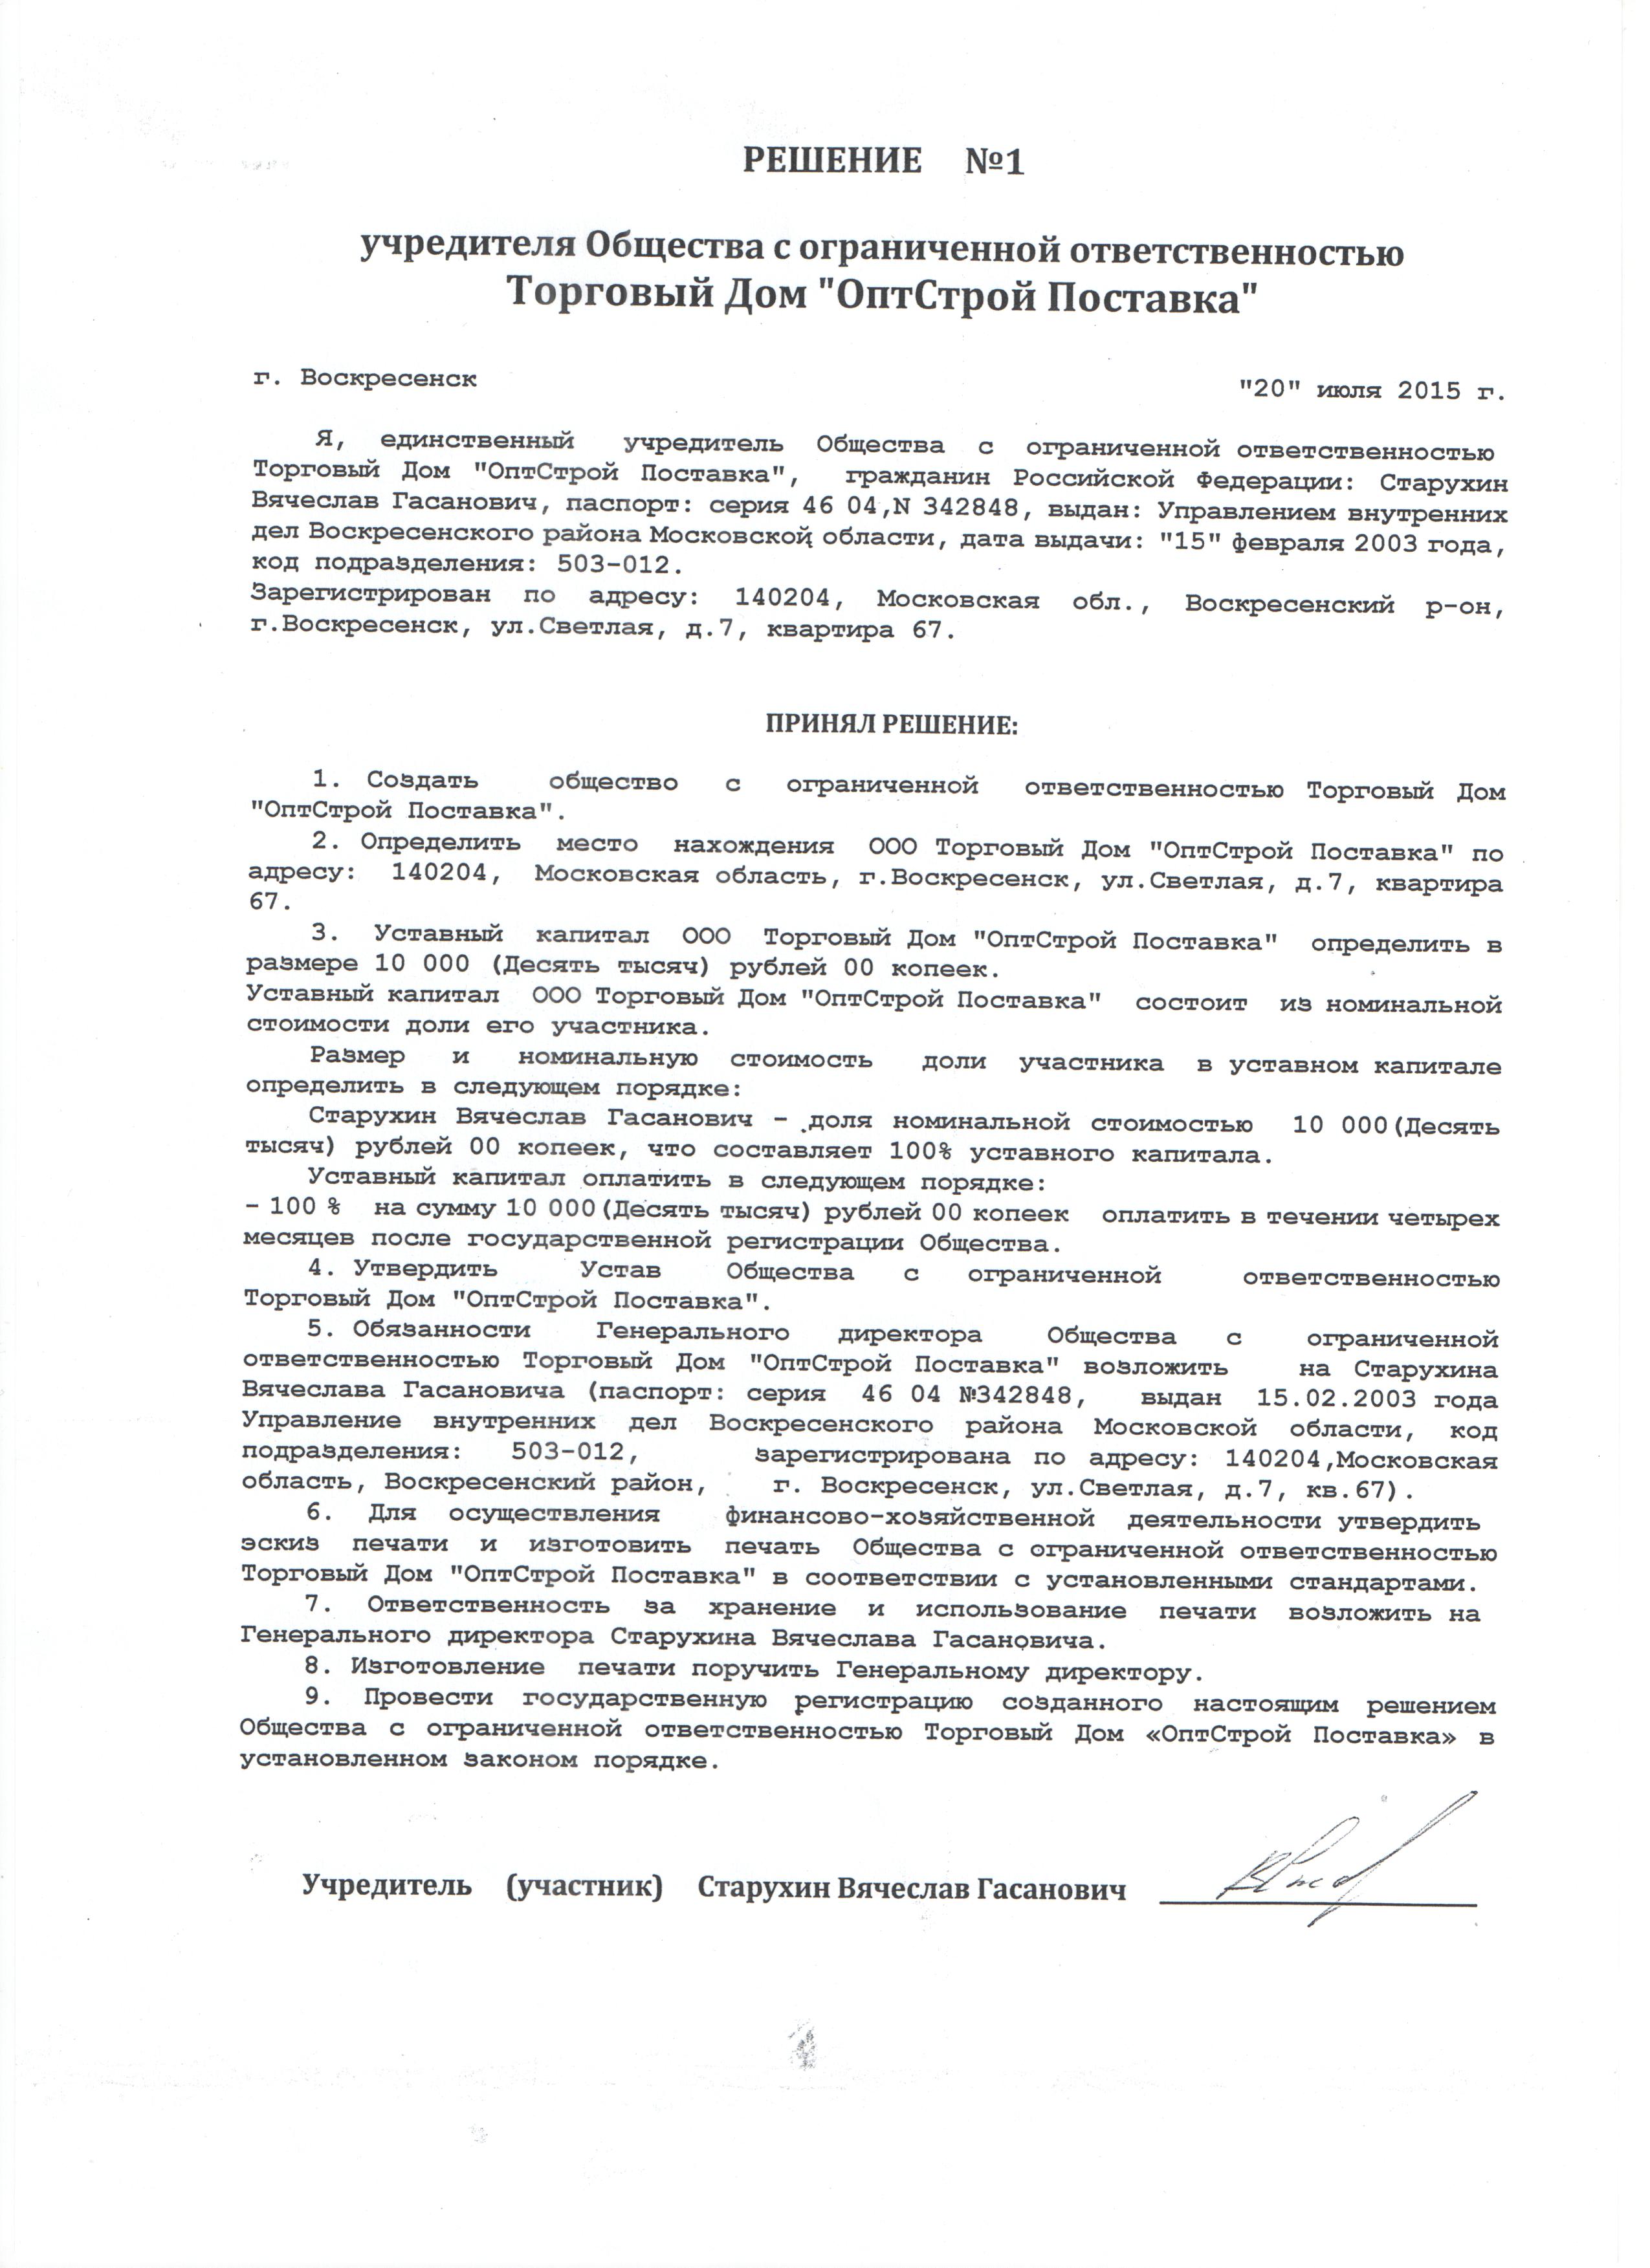 РЕШЕНИЕ №1
учредителя Общества с ограниченной ответственностью
Торговый Дом "ОптСтрой Поставка"
г. Воскресенск
"20" июля 2015 г.
Я, единственный учредитель Общества с ограниченной ответственностью
Торговый Дом "ОптСтрой Поставка", гражданин Российской Федерации: Старухин
Вячеслав Гасанович, паспорт: серия 46 04,N 342848, выдан: Управлением внутренних
дел Воскресенского района Московской области, дата выдачи: "15" февраля 2003 года,
код подразделения: 503-012.
Зарегистрирован по адресу: 140204, Московская обл., Воскресенский р-он,
г.Воскресенск, ул.Светлая, д.7, квартира 67.
ПРИНЯЛ РЕШЕНИЕ:
1. Создать общество с ограниченной ответственностью Торговый Дом
"ОптСтрой Поставка".
2. Определить место нахождения ООО Торговый Дом "ОптСтрой Поставка" по
адресу: 140204, Московская область, г.Воскресенск, ул.Светлая, д.7, квартира
67.
3. Уставный капитал ООО Торговый Дом "ОптСтрой Поставка" определить в
размере 10 000 (Десять тысяч) рублей 00 копеек.
Уставный капитал ООО Торговый Дом "ОптСтрой Поставка" состоит из номинальной
стоимости доли его участника.
Размер и номинальную стоимость доли участника в уставном капитале
определить в следующем порядке:
Старухин Вячеслав Гасанович - доля номинальной стоимостью 10 000(Десять
тысяч) рублей 00 копеек, что составляет 100% уставного капитала.
Уставный капитал оплатить в следующем порядке:
- 100 % на сумму 10 000(Десять тысяч) рублей 00 копеек оплатить в течении четырех
месяцев после государственной регистрации Общества.
4. Утвердить Устав Общества с ограниченной ответственностью
Торговый Дом "ОптСтрой Поставка".
5. Обязанности Генерального директора Общества с ограниченной
ответственностью Торговый Дом "ОптСтрой Поставка" возложить на Старухина
Вячеслава Гасановича (паспорт: серия 46 04 №342848, выдан 15.02.2003 года
Управление внутренних дел Воскресенского района Московской области, код
подразделения: 503-012, зарегистрирована по адресу: 140204,Московская
область, Воскресенский район, г. Воскресенск, ул.Светлая, д.7, кв.67).
6. Для осуществления финансово-хозяйственной деятельности утвердить
эскиз печати и изготовить печать Общества с ограниченной ответственностью
Торговый Дом "ОптСтрой Поставка" в соответствии с установленными стандартами.
7. Ответственность за хранение и использование печати возложить на
Генерального директора Старухина Вячеслава Гасановича.
8. Изготовление печати поручить Генеральному директору.
9. Провести государственную регистрацию созданного настоящим решением
Общества с ограниченной ответственностью Торговый Дом «ОптСтрой Поставка» в
установленном законом порядке.
Учредитель (участник) Старухин Вячеслав Гасанович